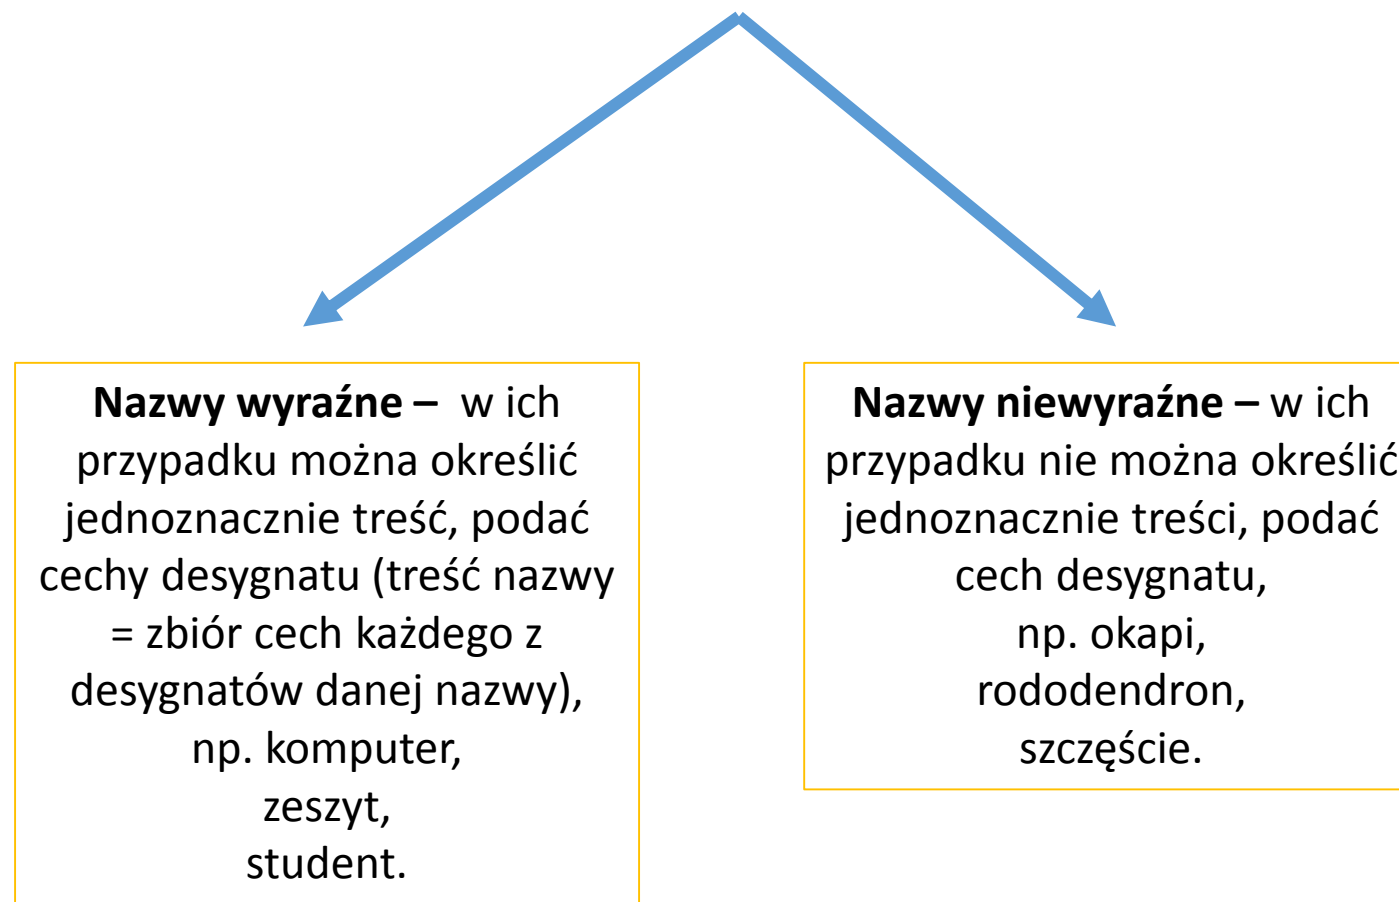 Nazwy wyraźne – w ich
przypadku można określić
jednoznacznie treść, podać
cechy desygnatu (treść nazwy
= zbiór cech każdego z
desygnatów danej nazwy),
np. komputer,
zeszyt,
student.
Nazwy niewyraźne – w ich
przypadku nie można określić
jednoznacznie treści, podać
cech desygnatu,
np. okapi,
rododendron,
szczęście.